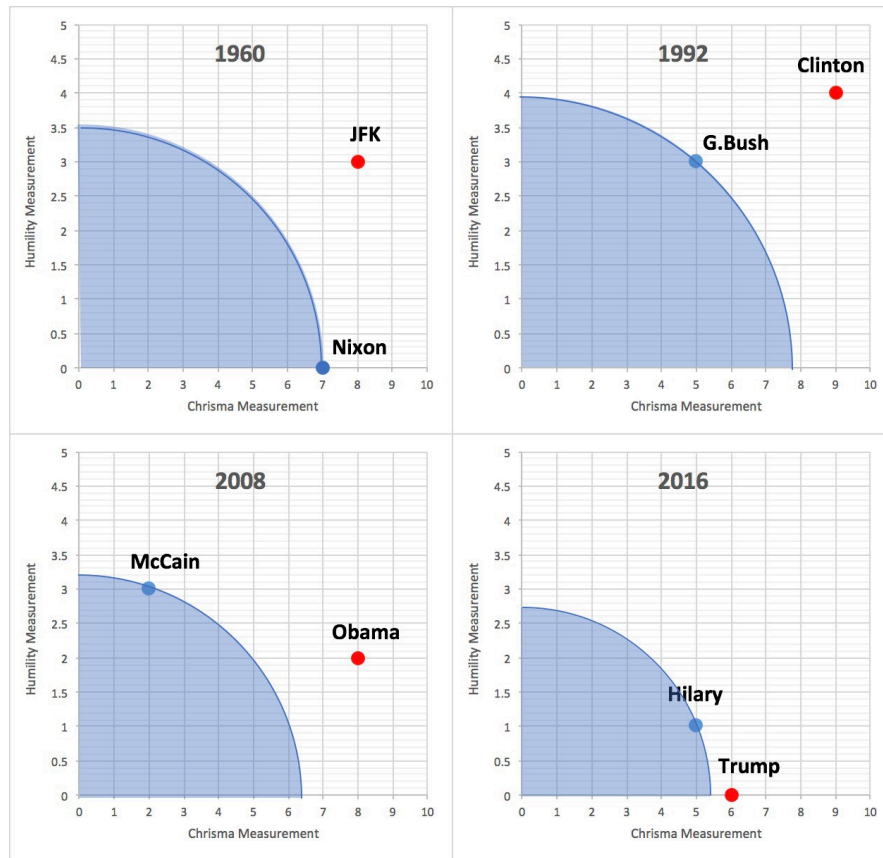 1960
5
4.5
4
3.5
3
2.5
2
1.5
1
0.5
0
Humility Measurement
JFK
Nixon
0 1 2 3 4 5 6 7 8 9 10
Chrisma Measurement
1992
5
4.5
4
3.5
3
2.5
2
1.5
1
0.5
0
Humility Measurement
Clinton
G.Bush
0 1 2 3 4 5 6 7 8 9 10
Chrisma Measurement
2008
5
4.5
4
3.5
3
2.5
2
1.5
1
0.5
0
Humility Measurement
McCain
Obama
0 1 2 3 4 5 6 7 8 9 10
Chrisma Measurement
2016
5
4.5
4
3.5
3
2.5
2
1.5
1
0.5
0
Humility Measurement
Hilary
Trump
0 1 2 3 4 5 6 7 8 9 10
Chrisma Measurement